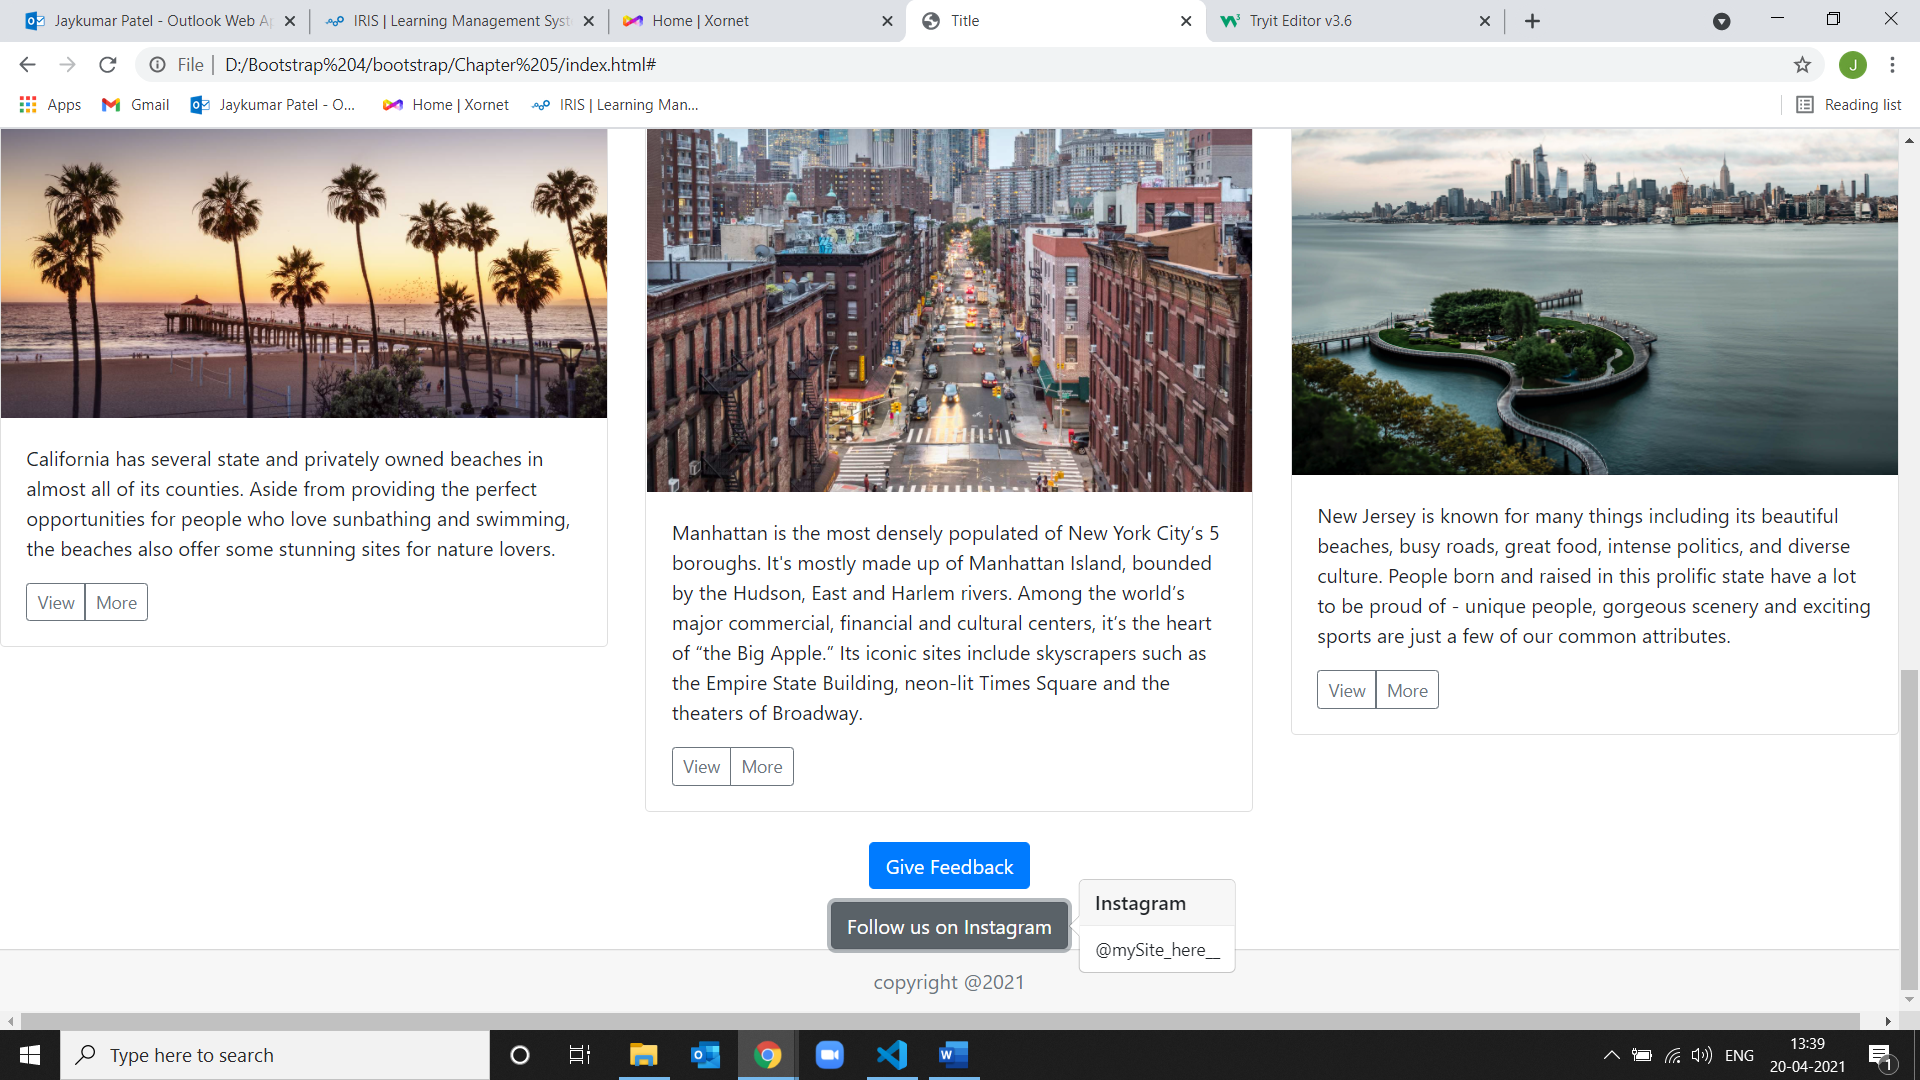 Jaykumar Patel - Outlook Web Ap
IRIS | Learning Management Syst
Home | Xornet
Title
Tryit Editor v3.6
File
D:/Bootstrap%204/bootstrap/Chapter%205/index.html#
J
Apps
Gmail
Jaykumar Patel - O...
Home | Xornet
IRIS | Learning Man...
Reading list
California has several state and privately owned beaches in
almost all of its counties. Aside from providing the perfect
opportunities for people who love sunbathing and swimming,
the beaches also offer some stunning sites for nature lovers.
View
More
Manhattan is the most densely populated of New York City’s 5
boroughs. It's mostly made up of Manhattan Island, bounded
by the Hudson, East and Harlem rivers. Among the world’s
major commercial, financial and cultural centers, it’s the heart
of “the Big Apple.” Its iconic sites include skyscrapers such as
the Empire State Building, neon-lit Times Square and the
theaters of Broadway.
View
More
New Jersey is known for many things including its beautiful
beaches, busy roads, great food, intense politics, and diverse
culture. People born and raised in this prolific state have a lot
to be proud of - unique people, gorgeous scenery and exciting
sports are just a few of our common attributes.
View
More
Give Feedback
Follow us on Instagram
Instagram
@mySite_here__
copyright @2021
Type here to search
ENG
13:39
20-04-2021
1